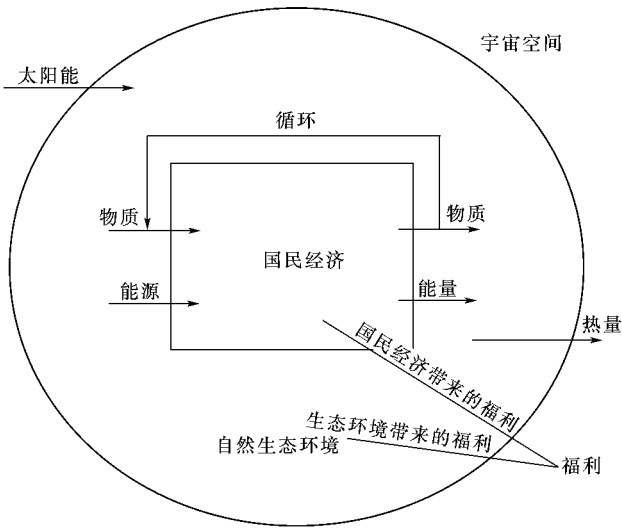 宇宙空间
太阳能
循环
物质
物质
国民经济
能源
能量
热量
国民经济带来的福利
生态环境带来的福利
自然生态环境
福利